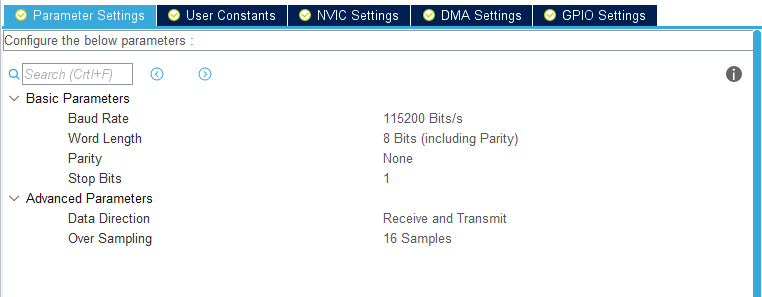 Parameter Settings User Constants NVIC Settings DMA Settings GPIO Settings
Configure the below parameters :
Search (Crtl+F)
Basic Parameters
Baud Rate 115200 Bits/s
Word Length 8 Bits (including Parity)
Parity None
Stop Bits 1
Advanced Parameters
Data Direction Receive and Transmit
Over Sampling 16 Samples